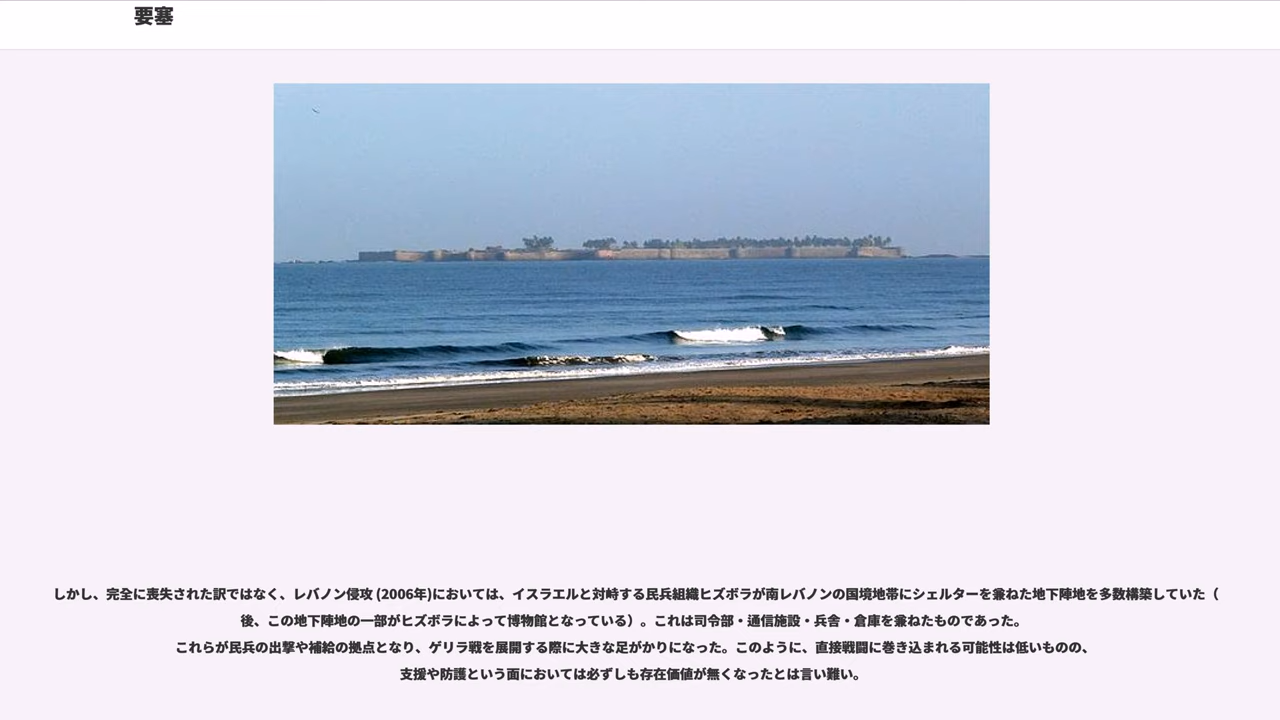 要塞
しかし、完全に喪失された訳ではなく、レバノン侵攻 (2006年)においては、イスラエルと対峙する民兵組織ヒズボラが南レバノンの国境地帯にシェルターを兼ねた地下陣地を多数構築していた（
後、この地下陣地の一部がヒズボラによって博物館となっている）。これは司令部・通信施設・兵舎・倉庫を兼ねたものであった。
これらが民兵の出撃や補給の拠点となり、ゲリラ戦を展開する際に大きな足がかりになった。このように、直接戦闘に巻き込まれる可能性は低いものの、
支援や防護という面においては必ずしも存在価値が無くなったとは言い難い。